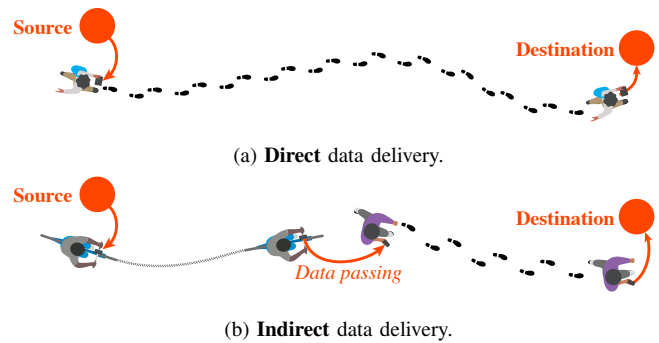 Source
Destination
(a) Direct data delivery.
Source
Destination
Data passing
(b) Indirect data delivery.